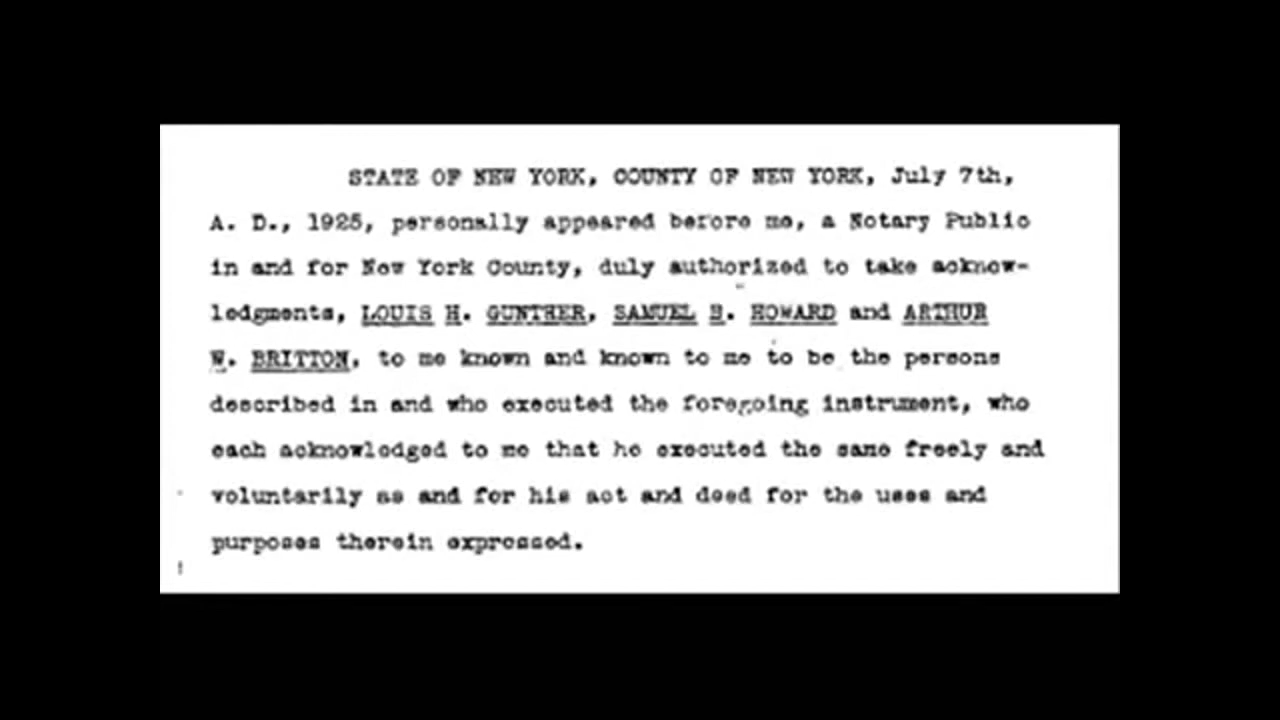 STATE OF NEW YORK, COUNTY OF NEW YORK, July 7th,
A. D., 1925, personally appeared before me, a Notary Public
in and for New York County, duly authorized to take acknow-
ledgments, LOUIS H. GUNTHER, SAMUEL B. HOWARD and ARTHUR
W. BRITTON, to me known and known to me to be the persons
described in and who executed the foregoing instrument, who
each acknowledged to me that he executed the same freely and
voluntarily as and for his act and deed for the uses and
purposes therein expressed.